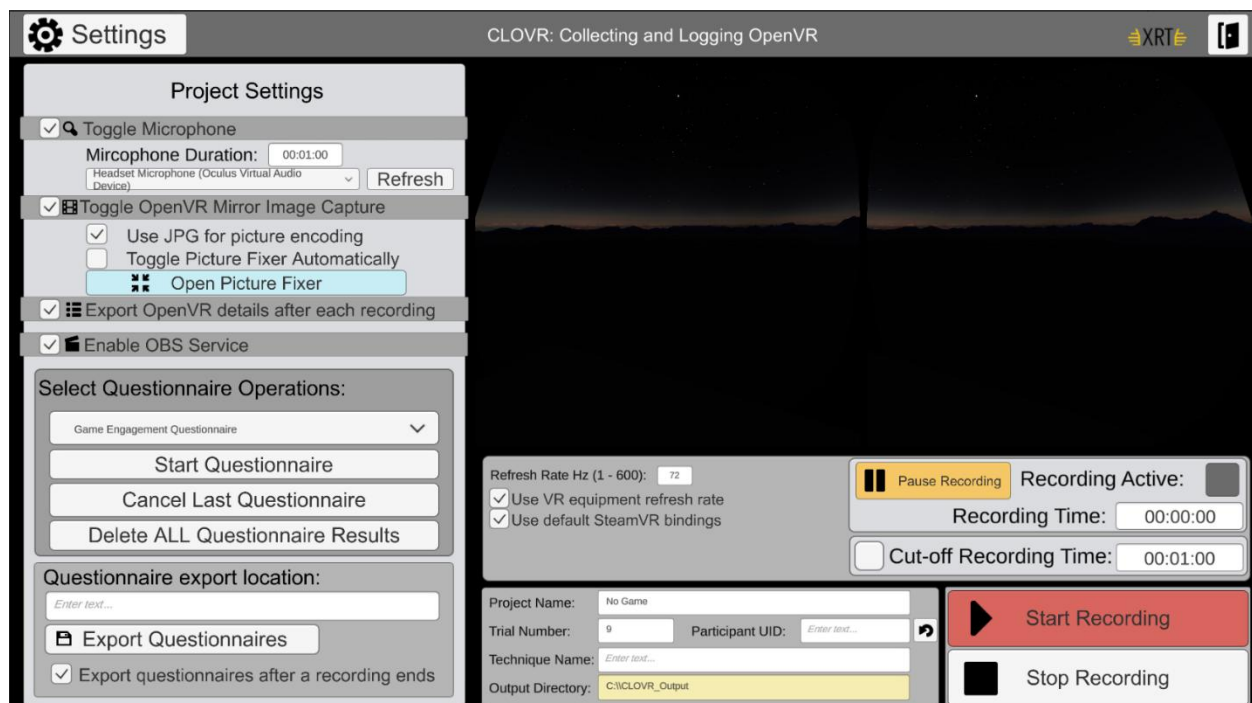 Settings
CLOVR: Collecting and Logging OpenVR
XRT
Project Settings
Toggle Microphone
Mircophone Duration: 00:01:00
Headset Microphone (Oculus Virtual Audio
Device)
Refresh
Toggle OpenVR Mirror Image Capture
Use JPG for picture encoding
Toggle Picture Fixer Automatically
Open Picture Fixer
Export OpenVR details after each recording
Enable OBS Service
Select Questionnaire Operations:
Game Engagement Questionnaire
Start Questionnaire
Cancel Last Questionnaire
Delete ALL Questionnaire Results
Questionnaire export location:
Enter text...
Export Questionnaires
Export questionnaires after a recording ends
Refresh Rate Hz (1 - 600): 72
Use VR equipment refresh rate
Use default SteamVR bindings
Pause Recording
Recording Active:
Recording Time: 00:00:00
Cut-off Recording Time: 00:01:00
Project Name: No Game
Trial Number: 9 Participant UID: Enter text...
Technique Name: Enter text...
Output Directory: C:\\CLOVR_Output
Start Recording
Stop Recording